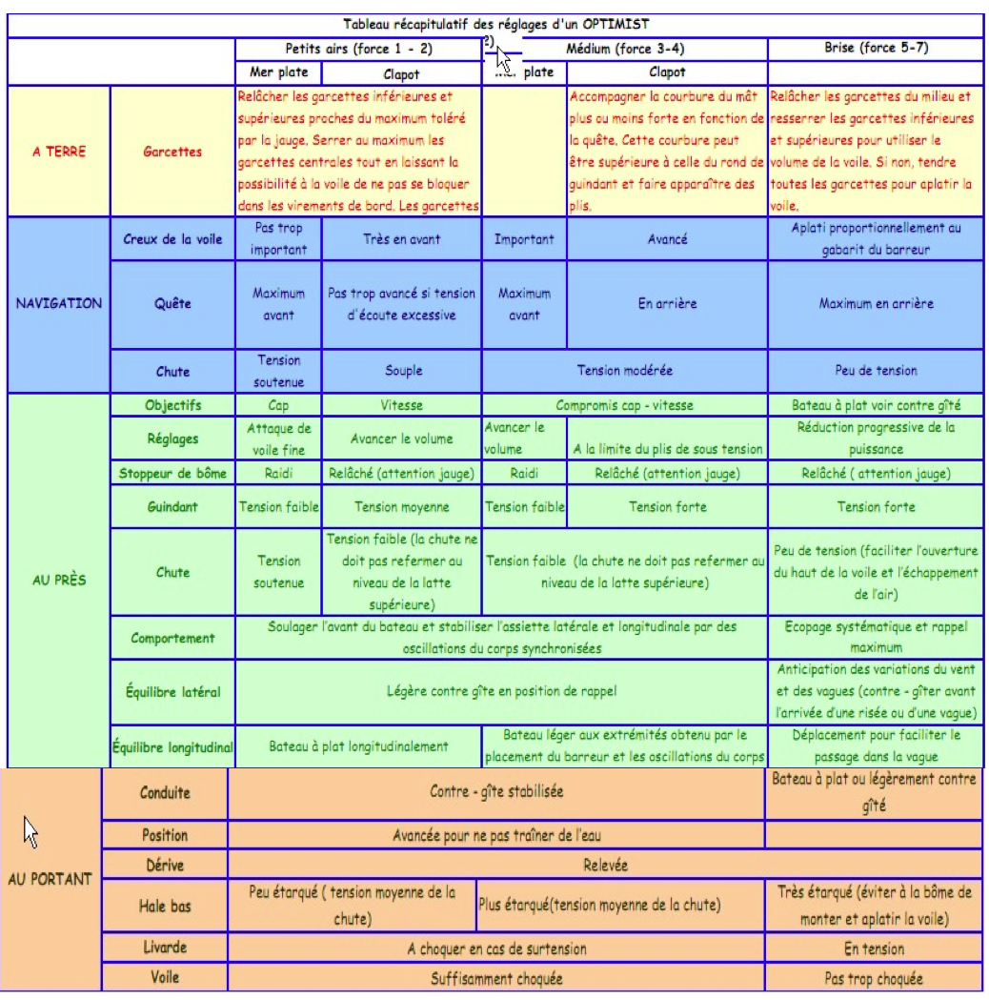 Tableau récapitulatif des réglages d'un OPTIMIST
Petits airs (force 1 - 2)
2)
Médium (force 3-4)
Brise (force 5-7)
Mer plate
Clapot
plate
Clapot
A TERRE
Garcettes
Relâcher les garcettes inférieures et
supérieures proches du maximum toléré
par la jauge. Serrer au maximum les
garcettes centrales tout en laissant la
possibilité à la voile de ne pas se bloquer
dans les virements de bord. Les garcettes
Accompagner la courbure du mât
plus ou moins forte en fonction de
la quête. Cette courbure peut
être supérieure à celle du rond de
guindant et faire apparaître des
plis.
Relâcher les garcettes du milieu et
resserrer les garcettes inférieures
et supérieures pour utiliser le
volume de la voile. Si non, tendre
toutes les garcettes pour aplatir la
voile.
NAVIGATION
Creux de la voile
Pas trop
important
Très en avant
Important
Avancé
Aplati proportionnellement au
gabarit du barreur
Quête
Maximum
avant
Pas trop avancé si tension
d'écoute excessive
Maximum
avant
En arrière
Maximum en arrière
Chute
Tension
soutenue
Souple
Tension modérée
Peu de tension
AU PRÈS
Objectifs
Cap
Vitesse
Compromis cap - vitesse
Bateau à plat voir contre gîté
Réglages
Attaque de
voile fine
Avancer le volume
Avancer le
volume
A la limite du plis de sous tension
Réduction progressive de la
puissance
Stoppeur de bôme
Raidi
Relâché (attention jauge)
Raidi
Relâché (attention jauge)
Relâché ( attention jauge)
Guindant
Tension faible
Tension moyenne
Tension faible
Tension forte
Tension forte
Chute
Tension
soutenue
Tension faible (la chute ne
doit pas refermer au
niveau de la latte
supérieure)
Tension faible (la chute ne doit pas refermer au
niveau de la latte supérieure)
Peu de tension (faciliter l'ouverture
du haut de la voile et l'échappement
de l'air)
Comportement
Soulager l'avant du bateau et stabiliser l'assiette latérale et longitudinale par des
oscillations du corps synchronisées
Ecopage systématique et rappel
maximum
Équilibre latéral
Légère contre gîte en position de rappel
Anticipation des variations du vent
et des vagues (contre - gîter avant
l'arrivée d'une risée ou d'une vague)
Équilibre longitudinal
Bateau à plat longitudinalement
Bateau léger aux extrémités obtenu par le
placement du barreur et les oscillations du corps
Déplacement pour faciliter le
passage dans la vague
AU PORTANT
Conduite
Contre - gîte stabilisée
Bateau à plat ou légèrement contre
gîté
Position
Avancée pour ne pas traîner de l'eau
Dérive
Relevée
Hale bas
Peu étarqué ( tension moyenne de la
chute)
Plus étarqué(tension moyenne de la chute)
Très étarqué (éviter à la bôme de
monter et aplatir la voile)
Livarde
A choquer en cas de surtension
En tension
Voile
Suffisamment choquée
Pas trop choquée